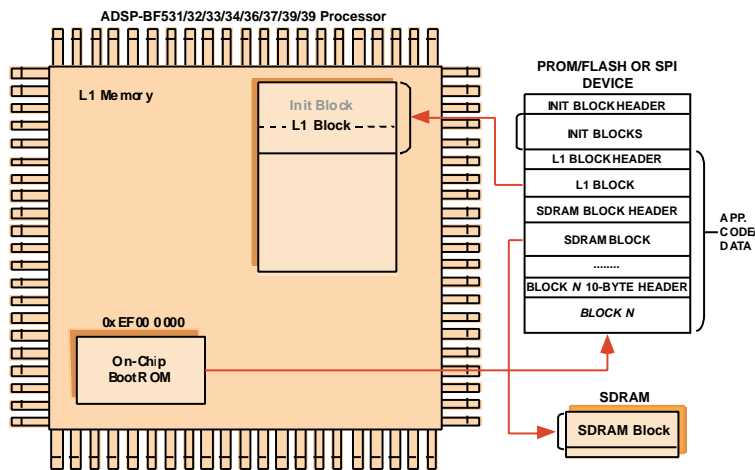 ADSP-BF531/32/33/34/36/37/39/39 Processor
L1 Memory
Init Block
L1 Block
0xEF00 0000
On-Chip
BootROM
PROM/FLASH OR SPI
DEVICE
INIT BLOCK HEADER
INIT BLOCKS
L1 BLOCK HEADER
L1 BLOCK
SDRAM BLOCK HEADER
SDRAM BLOCK
........
BLOCK N 10-BYTE HEADER
BLOCK N
APP.
CODE/
DATA
SDRAM
SDRAM Block